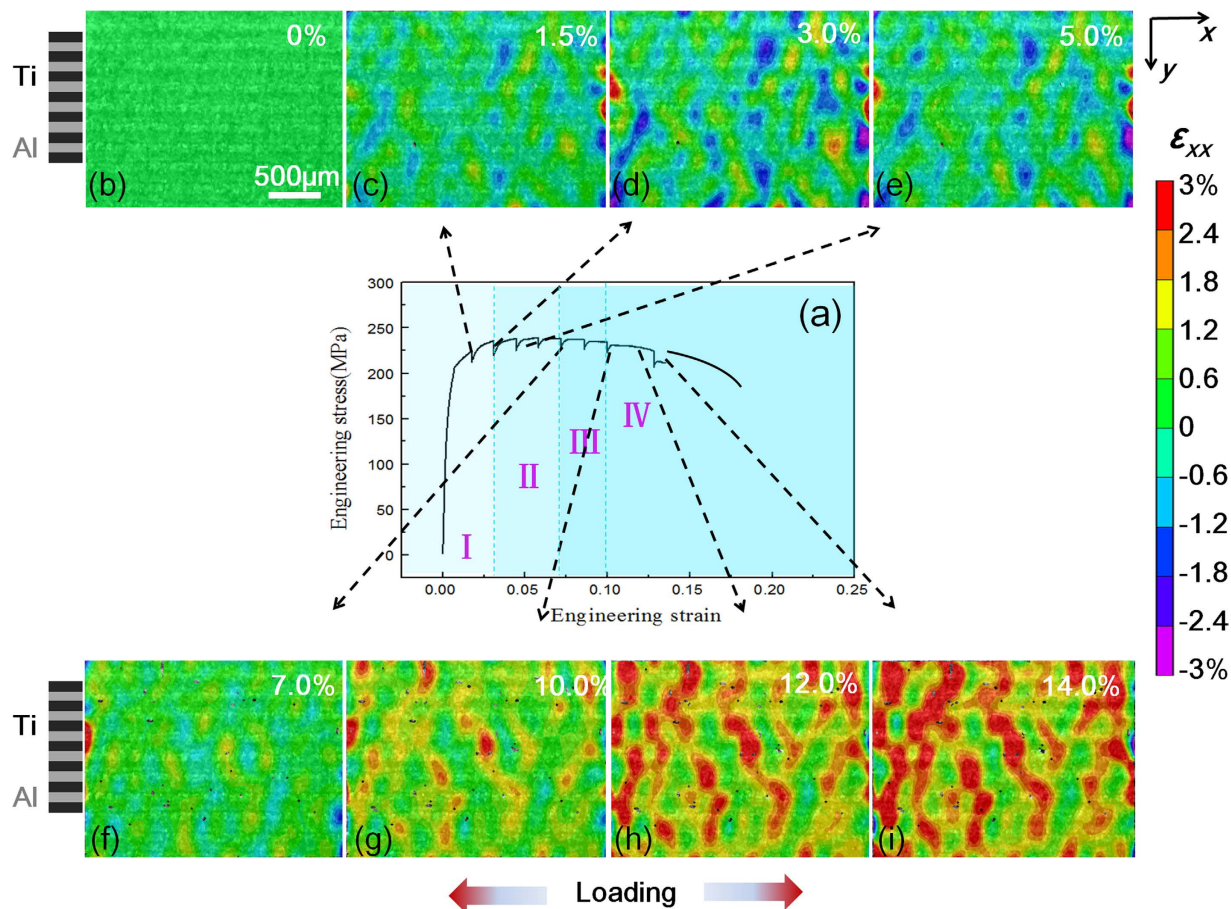 0%
1.5%
3.0%
5.0%
x
y
Ti
Al
500μm
(b)
(c)
(d)
(e)
εxx
3%
2.4
1.8
1.2
0.6
0
-0.6
-1.2
-1.8
-2.4
-3%
(a)
Engineering stress(MPa)
300
250
200
150
100
50
0
I
II
III
IV
0.00 0.05 0.10 0.15 0.20 0.25
Engineering strain
7.0%
10.0%
12.0%
14.0%
Ti
Al
(f)
(g)
(h)
(i)
Loading